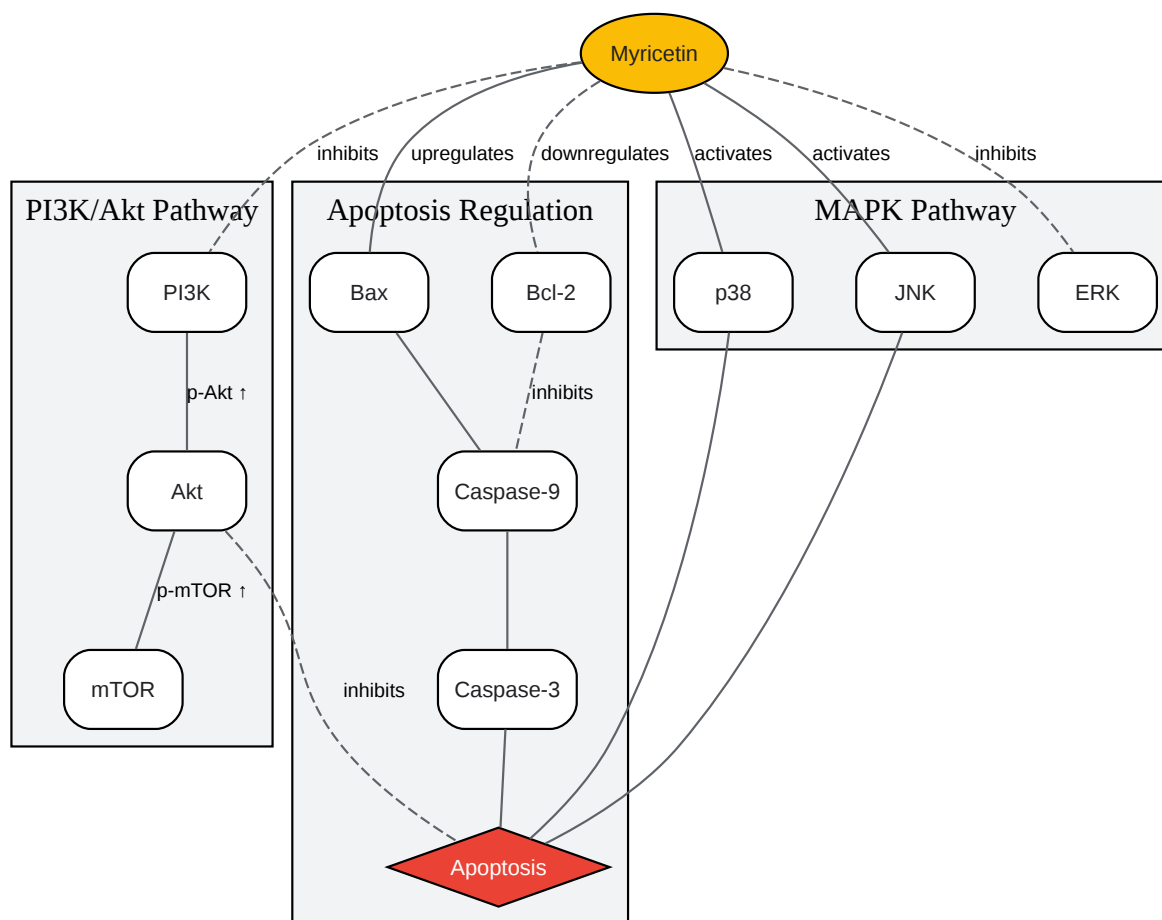 Myricetin
inhibits
upregulates
downregulates
activates
activates
inhibits
PI3K/Akt Pathway
Apoptosis Regulation
MAPK Pathway
PI3K
Bax
Bcl-2
p38
JNK
ERK
p-Akt ↑
inhibits
Akt
Caspase-9
p-mTOR ↑
mTOR
inhibits
Caspase-3
Apoptosis